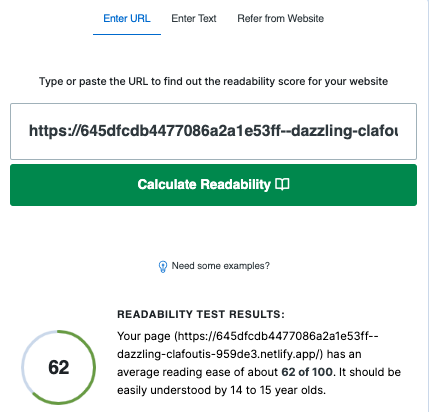 Enter URL Enter Text Refer from Website
Type or paste the URL to find out the readability score for your website
https://645dfcdb4477086a2a1e53ff--dazzling-clafou
Calculate Readability
Need some examples?
READABILITY TEST RESULTS:
Your page (https://645dfcdb4477086a2a1e53ff--
dazzling-clafoutis-959de3.netlify.app/) has an
average reading ease of about 62 of 100. It should be
easily understood by 14 to 15 year olds.
62